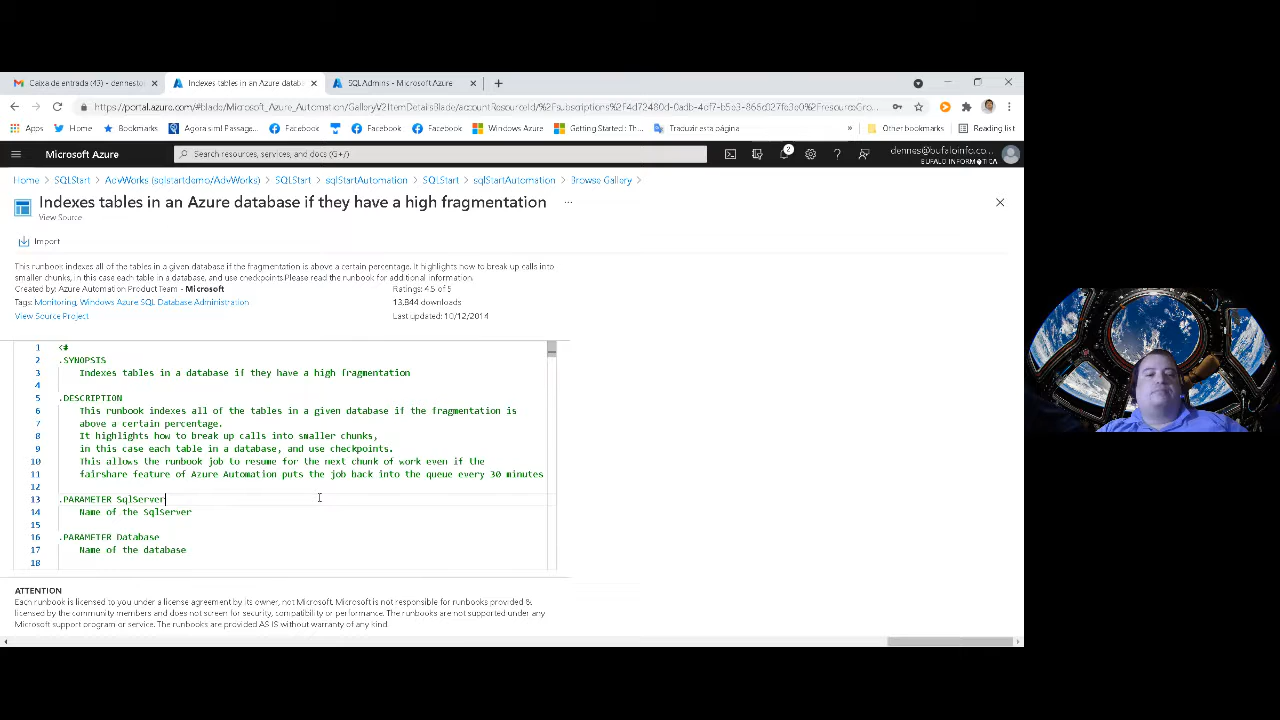 Caixa de entrada (43) - dennesto
Indexes tables in an Azure databa
SQLAdmins - Microsoft Azure
Apps
Home
Bookmarks
Agora sim! Passage...
Facebook
Facebook
Facebook
Windows Azure
Getting Started : Th...
Traduzir esta página
»
Other bookmarks
Reading list
Microsoft Azure
Search resources, services, and docs (G+/)
2
dennes@bufaloinfo.co...
BUFALO INFORM�TICA
Home > SQLStart > AdvWorks (sqlstartdemo/AdvWorks) > SQLStart > sqlStartAutomation > SQLStart > sqlStartAutomation > Browse Gallery >
Indexes tables in an Azure database if they have a high fragmentation ...
View Source
Import
This runbook indexes all of the tables in a given database if the fragmentation is above a certain percentage. It highlights how to break up calls into
smaller chunks, in this case each table in a database, and use checkpoints.Please read the runbook for additional information.
Created by: Azure Automation Product Team - Microsoft
Ratings: 4.5 of 5
Tags: Monitoring, Windows Azure SQL Database Administration
13,844 downloads
View Source Project
Last updated: 10/12/2014
1 <#
2 .SYNOPSIS
3 Indexes tables in a database if they have a high fragmentation
4
5 .DESCRIPTION
6 This runbook indexes all of the tables in a given database if the fragmentation is
7 above a certain percentage.
8 It highlights how to break up calls into smaller chunks,
9 in this case each table in a database, and use checkpoints.
10 This allows the runbook job to resume for the next chunk of work even if the
11 fairshare feature of Azure Automation puts the job back into the queue every 30 minutes
12
13 .PARAMETER SqlServer
14 Name of the SqlServer
15
16 .PARAMETER Database
17 Name of the database
18
ATTENTION
Each runbook is licensed to you under a license agreement by its owner, not Microsoft. Microsoft is not responsible for runbooks provided &
licensed by the community members and does not screen for security, compatibility or performance. The runbooks are not supported under any
Microsoft support program or service. The runbooks are provided AS IS without warranty of any kind.